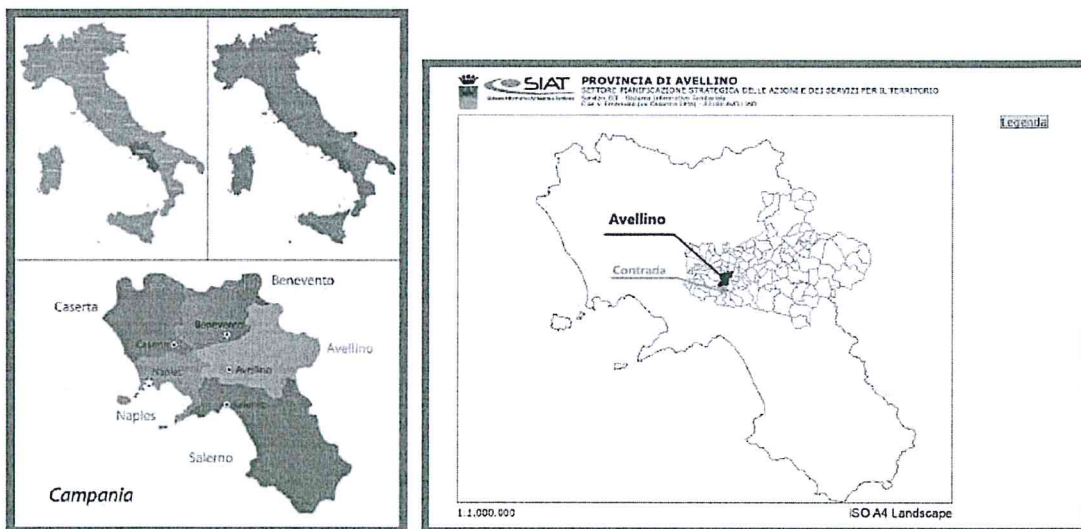 Benevento
Caserta
Benevento
Caserta
Avellino
Naples
Avellino
Naples
Salerno
Salerno
Campania
SIAT
PROVINCIA DI AVELLINO
SETTORE PIANIFICAZIONE STRATEGICA DELLE AZIONI E DEI SERVIZI PER IL TERRITORIO
Legenda
Avellino
Contrada
1:1.000.000
ISO A4 Landscape